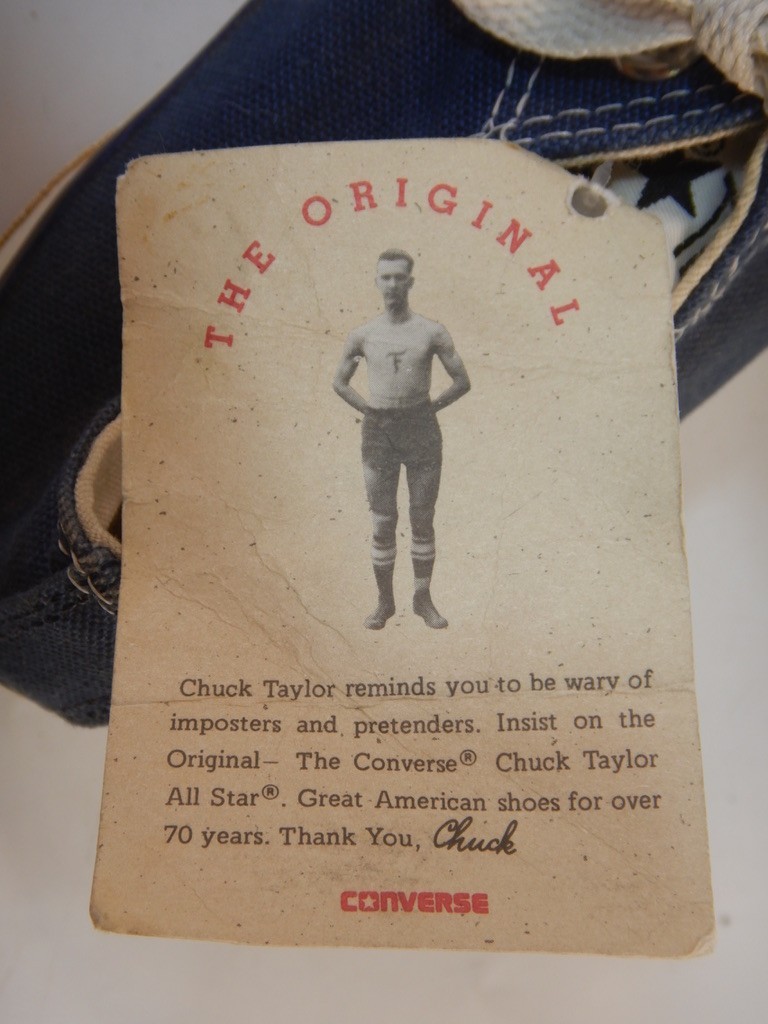 THE ORIGINAL
F
Chuck Taylor reminds you to be wary of
imposters and pretenders. Insist on the
Original– The Converse® Chuck Taylor
All Star®. Great American shoes for over
70 years. Thank You, Chuck
CONVERSE